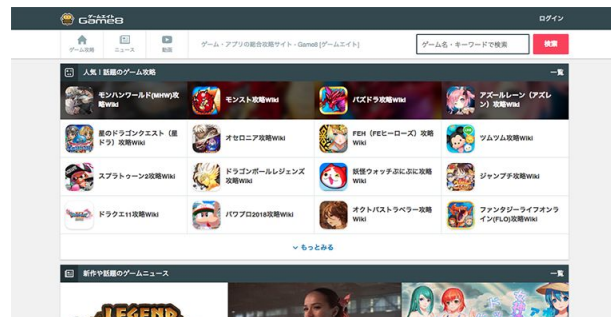 ゲームエイト
Game8
ログイン
ゲーム攻略
ニュース
動画
ゲーム・アプリの総合攻略サイト - Game8 [ゲームエイト]
ゲーム名・キーワードで検索
検索
人気！話題のゲーム攻略
一覧
モンハンワールド(MHW)攻
略Wiki
モンスト攻略Wiki
パズドラ攻略Wiki
アズールレーン（アズレ
ン）攻略Wiki
星のドラゴンクエスト（星
ドラ）攻略Wiki
オセロニア攻略Wiki
FEH（FEヒーローズ）攻略
Wiki
ツムツム攻略Wiki
スプラトゥーン2攻略Wiki
ドラゴンボールレジェンズ
攻略Wiki
妖怪ウォッチぷにぷに攻略
Wiki
ジャンプチ攻略Wiki
ドラクエ11攻略Wiki
パワプロ2018攻略Wiki
オクトパストラベラー攻略
Wiki
ファンタジーライフオンラ
イン(FLO)攻略Wiki
もっとみる
新作や話題のゲームニュース
一覧
LEGEND